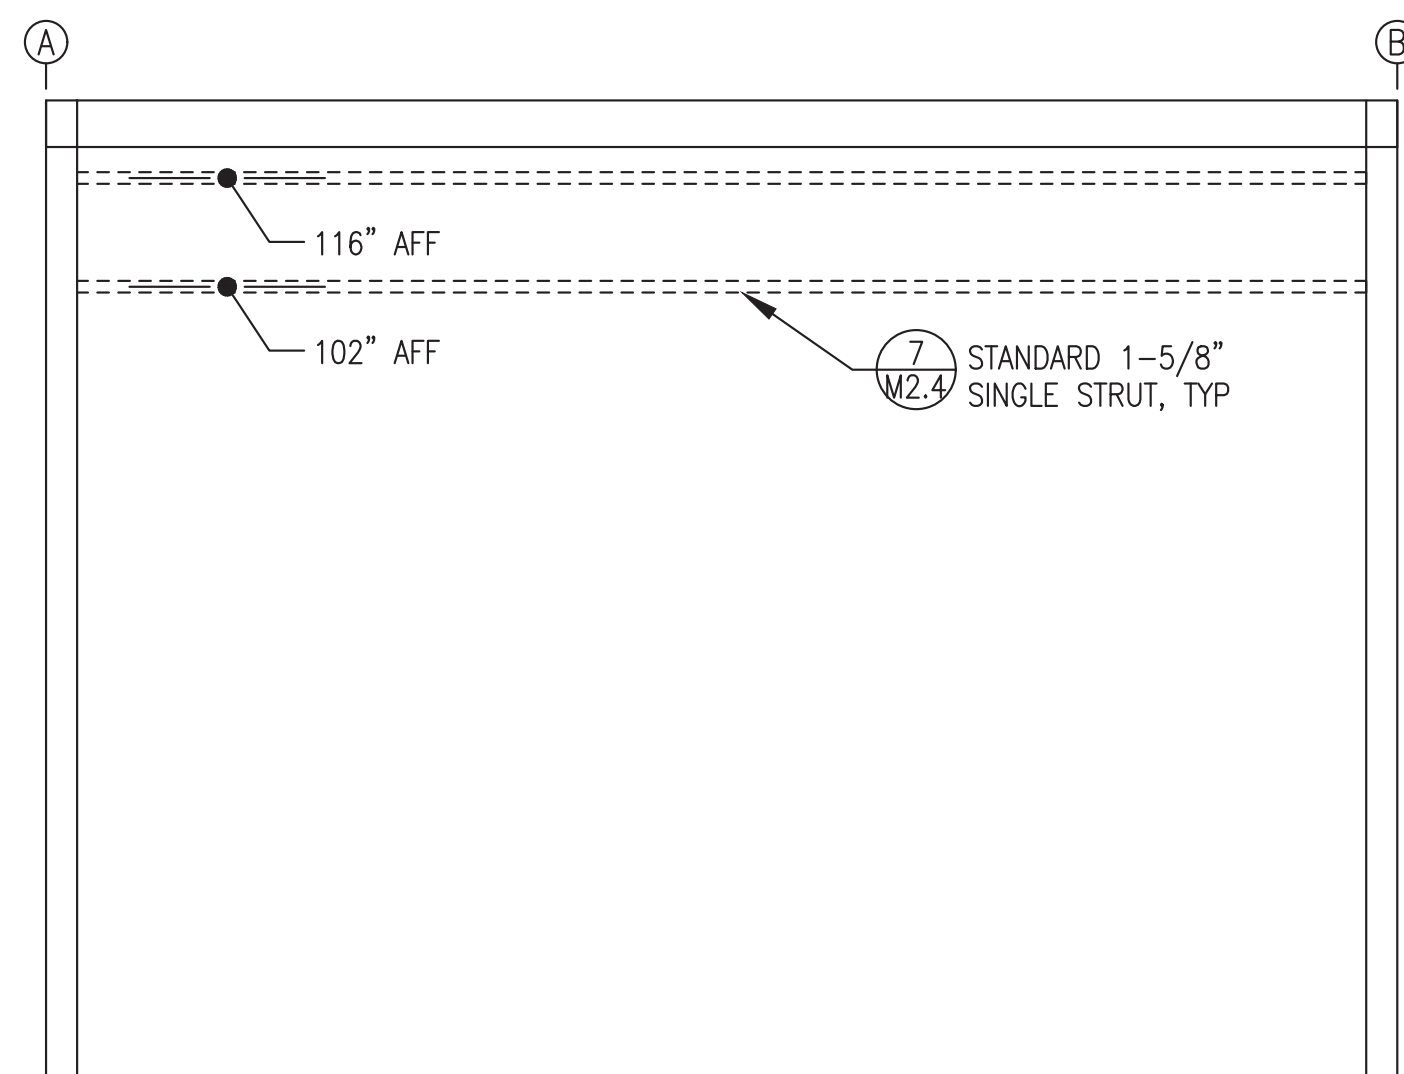 A
B
116” AFF
102” AFF
7
M2.4
STANDARD 1-5/8”
SINGLE STRUT, TYP